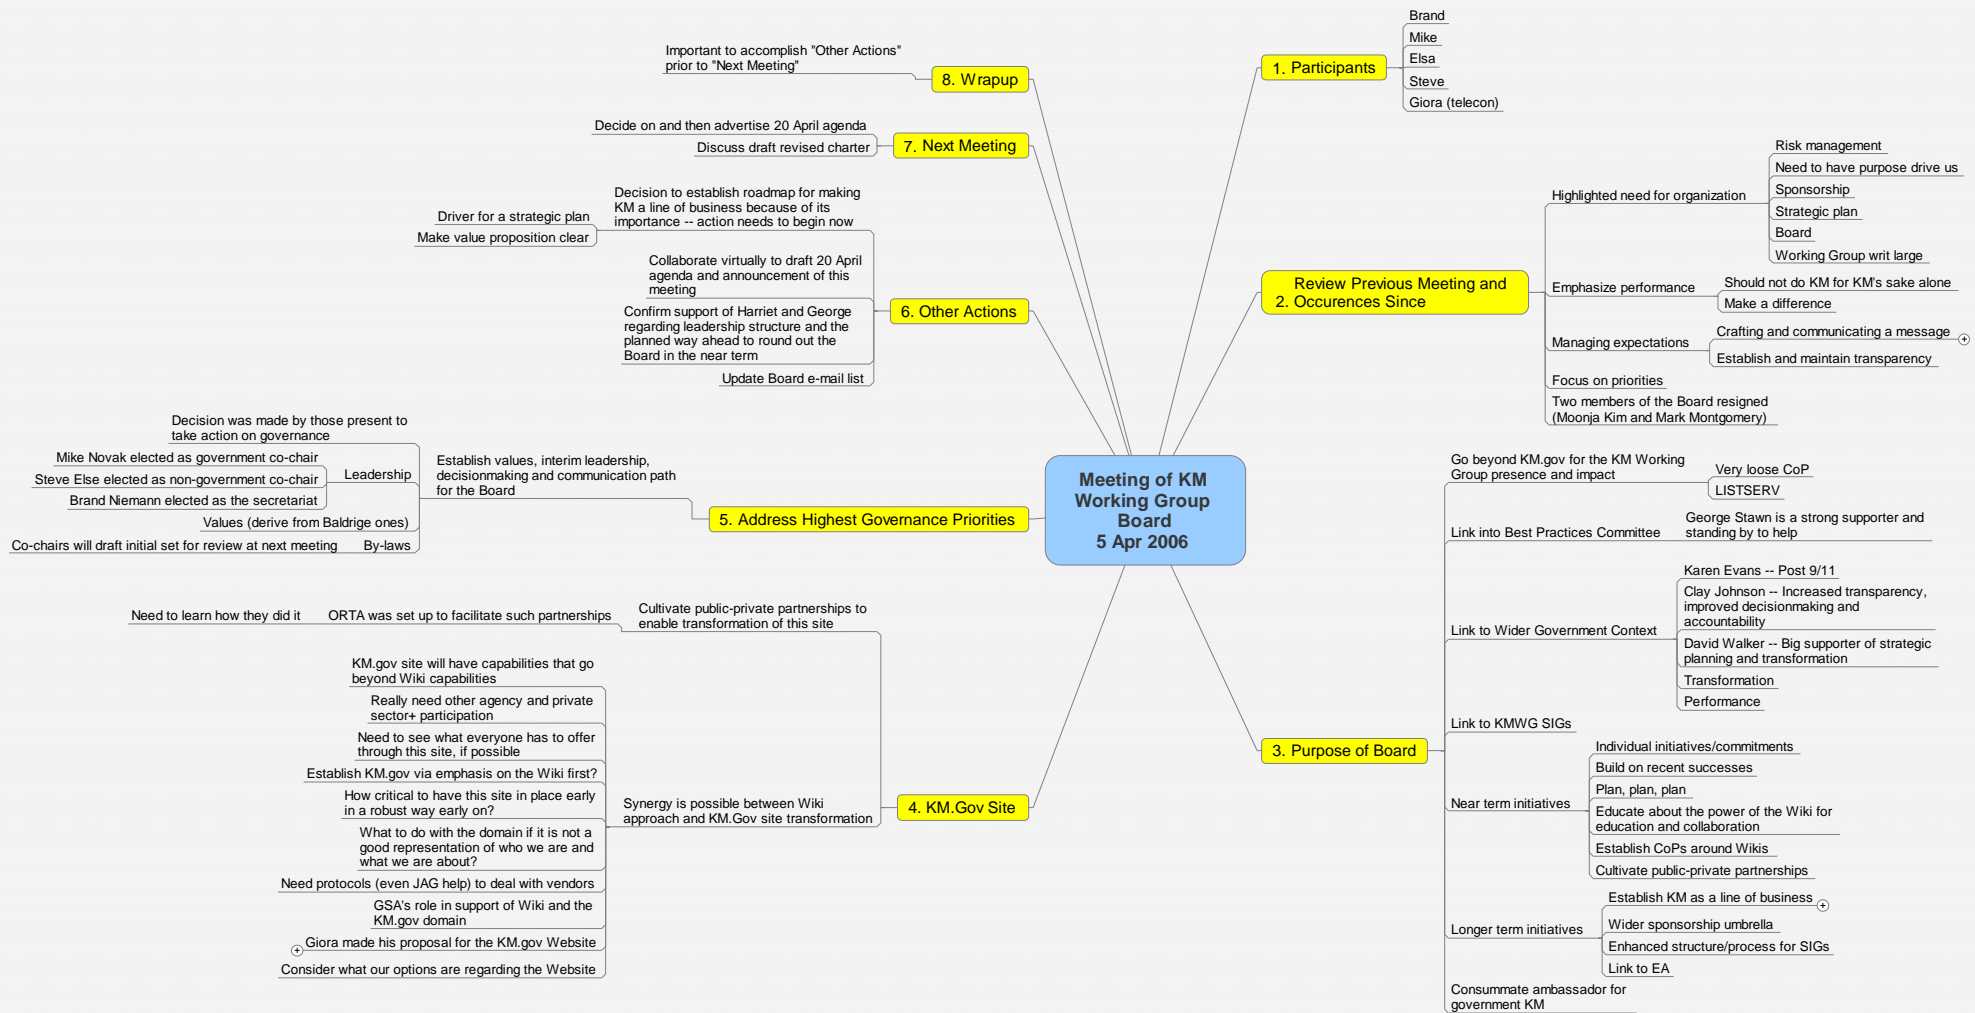 Meeting of KM
Working Group
Board
5 Apr 2006
1. Participants
Brand
Mike
Elsa
Steve
Giora (telecon)
2. Review Previous Meeting and
Occurences Since
Highlighted need for organization
Risk management
Need to have purpose drive us
Sponsorship
Strategic plan
Board
Working Group writ large
Emphasize performance
Should not do KM for KM's sake alone
Make a difference
Managing expectations
Crafting and communicating a message
Establish and maintain transparency
Focus on priorities
Two members of the Board resigned
(Moonja Kim and Mark Montgomery)
3. Purpose of Board
Go beyond KM.gov for the KM Working
Group presence and impact
Very loose CoP
LISTSERV
Link into Best Practices Committee
George Stawn is a strong supporter and
standing by to help
Link to Wider Government Context
Karen Evans -- Post 9/11
Clay Johnson -- Increased transparency,
improved decisionmaking and
accountability
David Walker -- Big supporter of strategic
planning and transformation
Transformation
Performance
Link to KMWG SIGs
Near term initiatives
Individual initiatives/commitments
Build on recent successes
Plan, plan, plan
Educate about the power of the Wiki for
education and collaboration
Establish CoPs around Wikis
Cultivate public-private partnerships
Longer term initiatives
Establish KM as a line of business
Wider sponsorship umbrella
Enhanced structure/process for SIGs
Link to EA
Consummate ambassador for
government KM
4. KM.Gov Site
Cultivate public-private partnerships to
enable transformation of this site
ORTA was set up to facilitate such partnerships
Need to learn how they did it
Synergy is possible between Wiki
approach and KM.Gov site transformation
KM.gov site will have capabilities that go
beyond Wiki capabilities
Really need other agency and private
sector+ participation
Need to see what everyone has to offer
through this site, if possible
Establish KM.gov via emphasis on the Wiki first?
How critical to have this site in place early
in a robust way early on?
What to do with the domain if it is not a
good representation of who we are and
what we are about?
Need protocols (even JAG help) to deal with vendors
GSA's role in support of Wiki and the
KM.gov domain
Giora made his proposal for the KM.gov Website
Consider what our options are regarding the Website
5. Address Highest Governance Priorities
Establish values, interim leadership,
decisionmaking and communication path
for the Board
Decision was made by those present to
take action on governance
Leadership
Mike Novak elected as government co-chair
Steve Else elected as non-government co-chair
Brand Niemann elected as the secretariat
Values (derive from Baldrige ones)
By-laws
Co-chairs will draft initial set for review at next meeting
6. Other Actions
Decision to establish roadmap for making
KM a line of business because of its
importance -- action needs to begin now
Driver for a strategic plan
Make value proposition clear
Collaborate virtually to draft 20 April
agenda and announcement of this
meeting
Confirm support of Harriet and George
regarding leadership structure and the
planned way ahead to round out the
Board in the near term
Update Board e-mail list
7. Next Meeting
Decide on and then advertise 20 April agenda
Discuss draft revised charter
8. Wrapup
Important to accomplish "Other Actions"
prior to "Next Meeting"